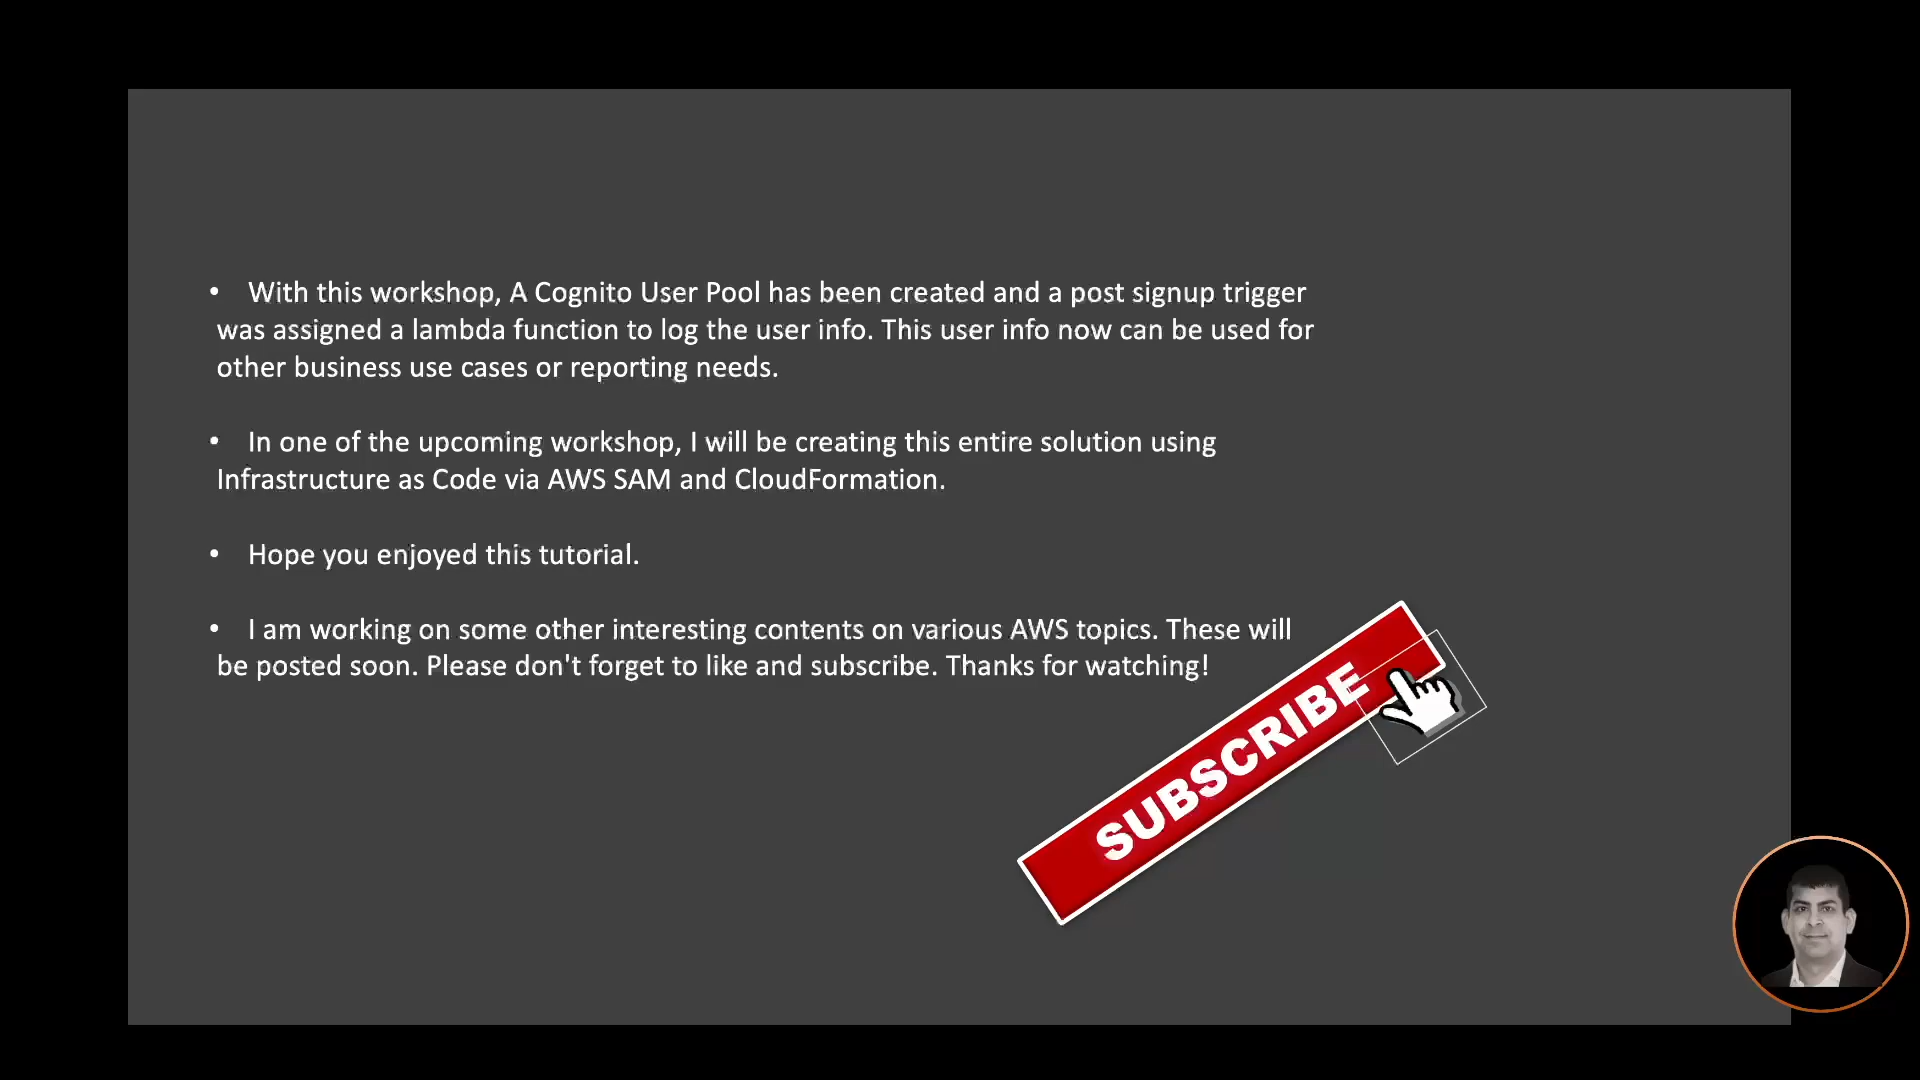 • With this workshop, A Cognito User Pool has been created and a post signup trigger
was assigned a lambda function to log the user info. This user info now can be used for
other business use cases or reporting needs.
• In one of the upcoming workshop, I will be creating this entire solution using
Infrastructure as Code via AWS SAM and CloudFormation.
• Hope you enjoyed this tutorial.
• I am working on some other interesting contents on various AWS topics. These will
be posted soon. Please don't forget to like and subscribe. Thanks for watching!
SUBSCRIBE